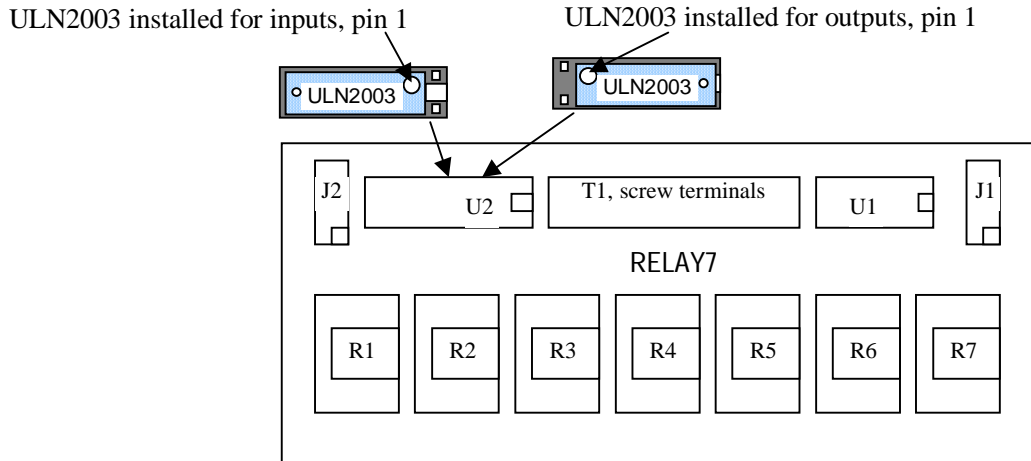 ULN2003 installed for inputs, pin 1
ULN2003 installed for outputs, pin 1
ULN2003
ULN2003
J2
U2
T1, screw terminals
U1
J1
RELAY7
R1
R2
R3
R4
R5
R6
R7